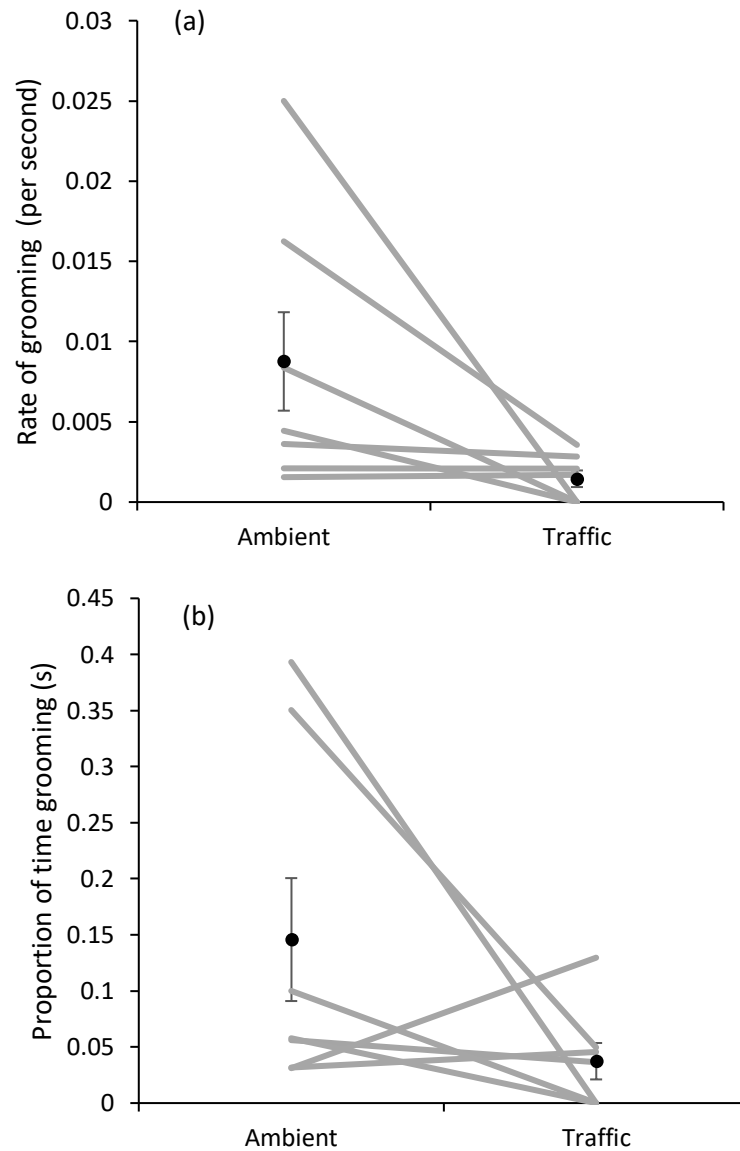 (a)
Rate of grooming (per second)
0.03
0.025
0.02
0.015
0.01
0.005
0
Ambient
Traffic
(b)
Proportion of time grooming (s)
0.45
0.4
0.35
0.3
0.25
0.2
0.15
0.1
0.05
0
Ambient
Traffic